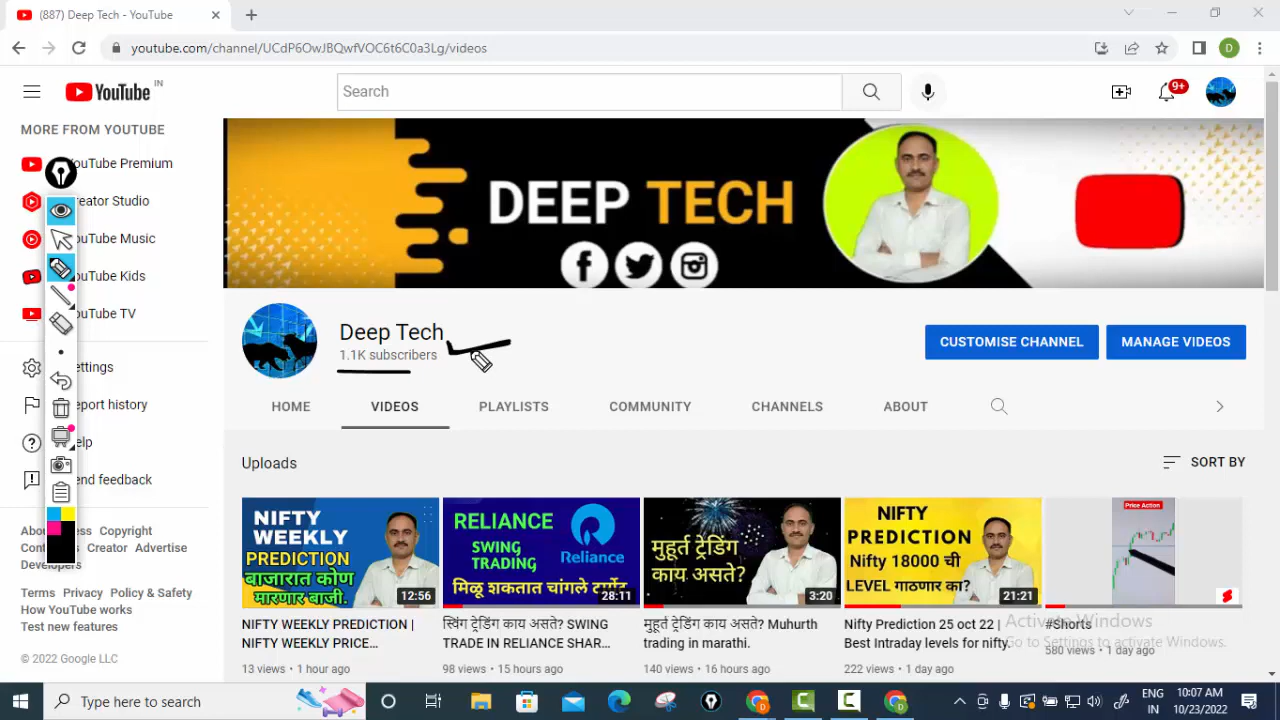 (887) Deep Tech - YouTube
youtube.com/channel/UCdP6OwJBQwfVOC6t6C0a3Lg/videos
YouTube IN
Search
9+
D
MORE FROM YOUTUBE
YouTube Premium
Creator Studio
YouTube Music
YouTube Kids
YouTube TV
ettings
eport history
elp
end feedback
Copyright
Creator Advertise
Developers
Terms Privacy Policy & Safety
How YouTube works
Test new features
© 2022 Google LLC
DEEP TECH
Deep Tech
1.1K subscribers
CUSTOMISE CHANNEL
MANAGE VIDEOS
HOME VIDEOS PLAYLISTS COMMUNITY CHANNELS ABOUT
Uploads
SORT BY
NIFTY
WEEKLY
PREDICTION
बाजारात कोण
मारणार बाजी.
12:56
NIFTY WEEKLY PREDICTION |
NIFTY WEEKLY PRICE...
13 views • 1 hour ago
RELIANCE
SWING
TRADING
Reliance
मिळू शकतात चांगले
28:11
स्विंग ट्रेडिंग काय असते? SWING
TRADE IN RELIANCE SHAR...
98 views • 15 hours ago
मुहूर्त ट्रेडिंग
काय असते?
3:20
मुहूर्त ट्रेडिंग काय असते? Muhurth
trading in marathi.
140 views • 16 hours ago
NIFTY
PREDICTION
Nifty 18000 ची
LEVEL गाठणार का?
21:21
Nifty Prediction 25 oct 22 |
Best Intraday levels for nifty.
222 views • 1 day ago
Price Action
#Shorts
580 views • 1 day ago
Activate Windows
Go to Settings to activate Windows.
Type here to search
ENG
IN
10:07 AM
10/23/2022